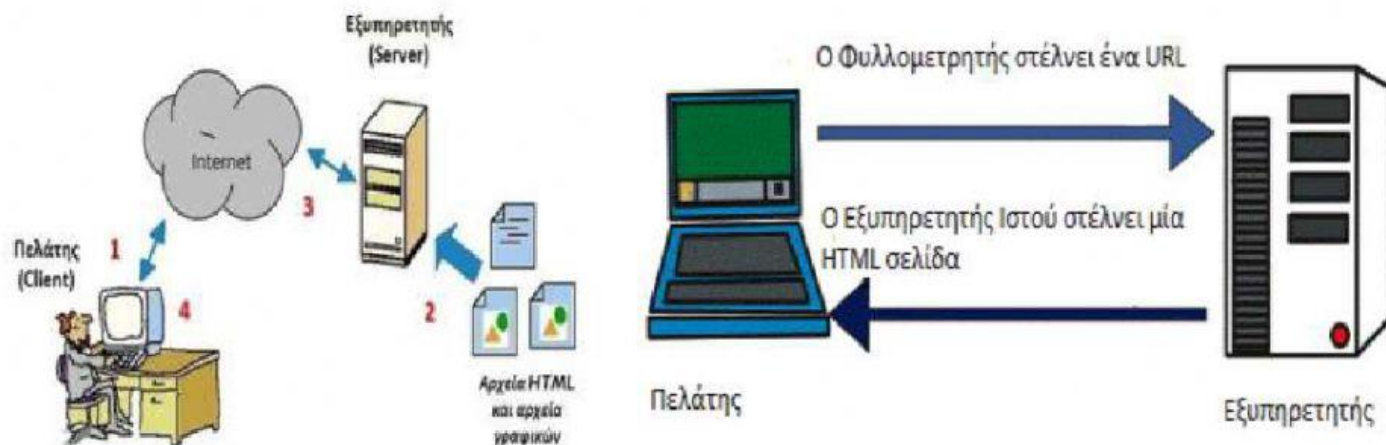 Εξυπηρετητής
(Server)
Internet
3
1
Πελάτης
(Client)
4
2
Αρχεία HTML
και αρχεία
γραφικών
Ο Φυλλομετρητής στέλνει ένα URL
Ο Εξυπηρετητής Ιστού στέλνει μία
HTML σελίδα
Πελάτης
Εξυπηρετητής